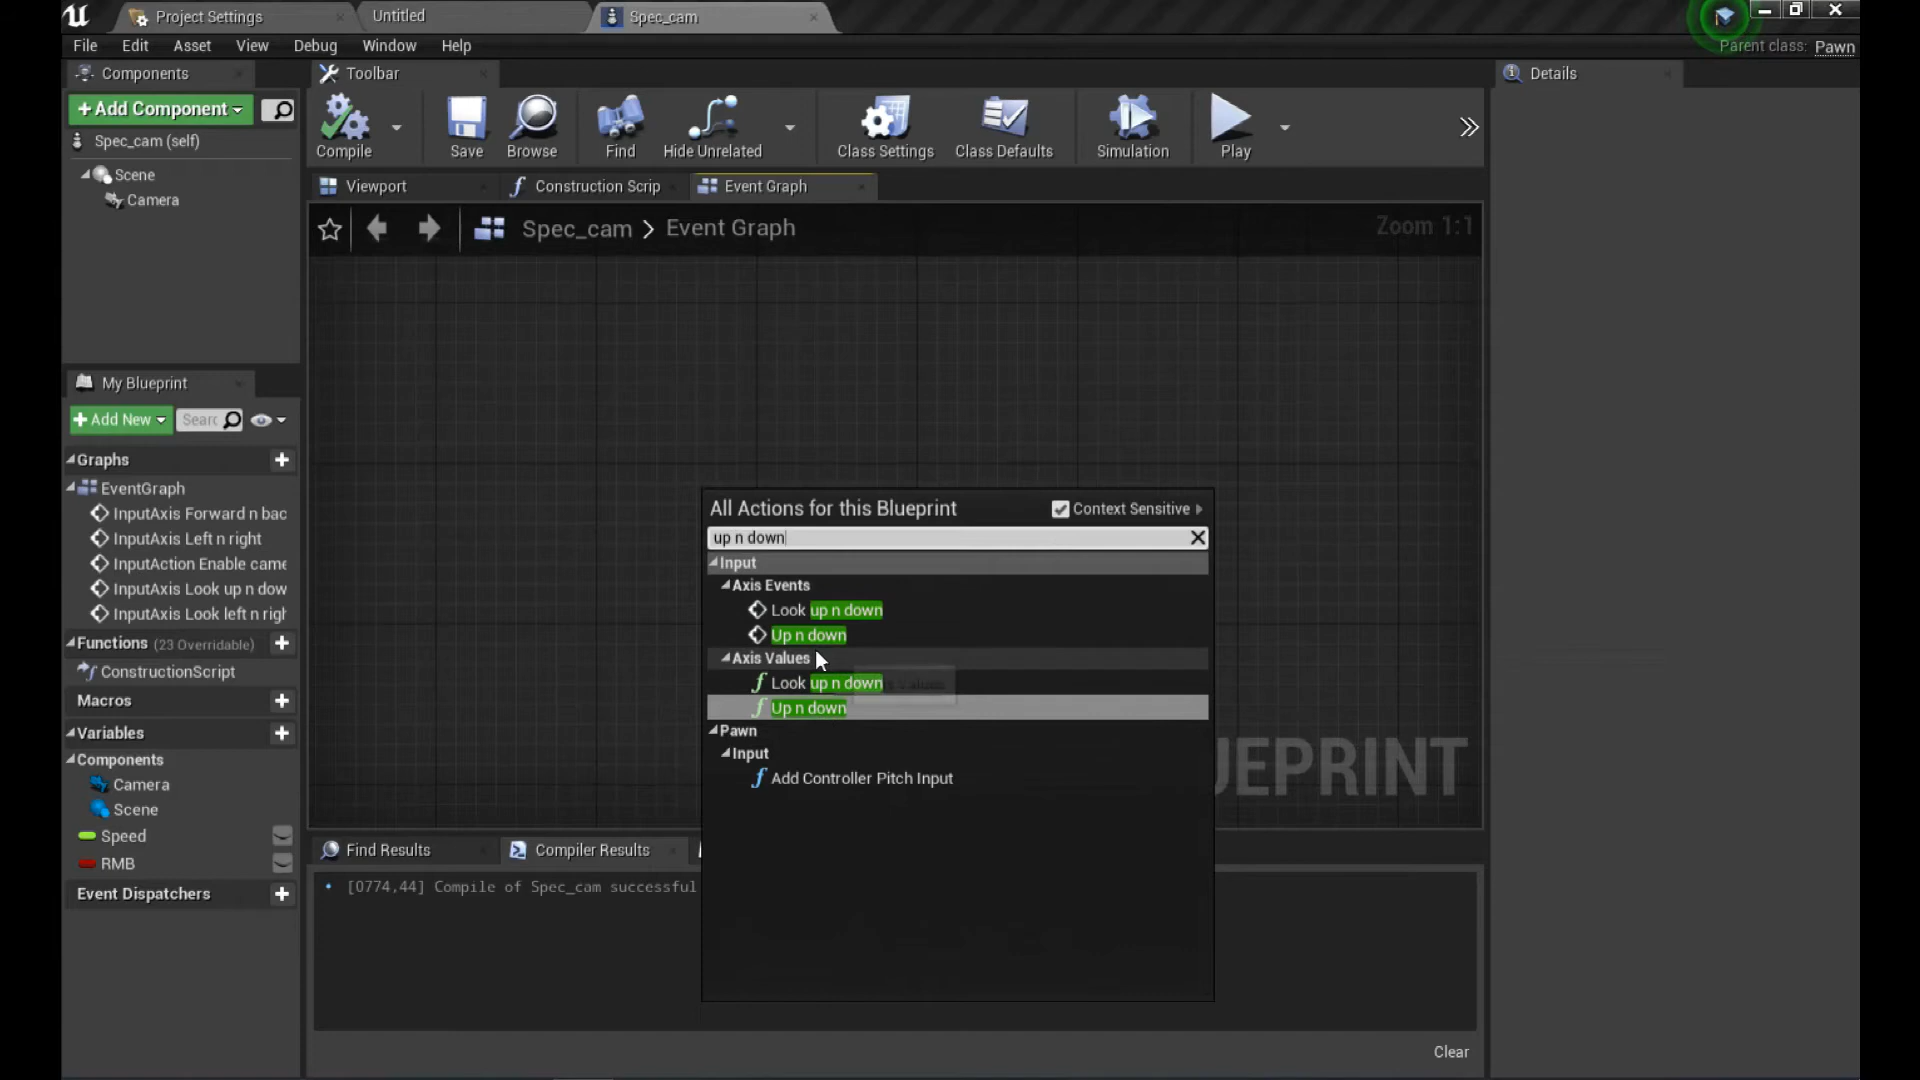 Project Settings
Untitled
Spec_cam
File Edit Asset View Debug Window Help
Parent class: Pawn
Components
Toolbar
Details
+Add Component
Spec_cam (self)
Scene
Camera
Compile
Save
Browse
Find
Hide Unrelated
Class Settings
Class Defaults
Simulation
Play
Viewport
Construction Scrip
Event Graph
Spec_cam > Event Graph
Zoom 1:1
My Blueprint
+Add New
Searc
Graphs
EventGraph
InputAxis Forward n bac
InputAxis Left n right
InputAction Enable came
InputAxis Look up n dow
InputAxis Look left n righ
Functions (23 Overridable)
ConstructionScript
Macros
Variables
Components
Camera
Scene
Speed
RMB
Event Dispatchers
All Actions for this Blueprint
Context Sensitive
up n down
Input
Axis Events
Look up n down
Up n down
Axis Values
Look up n down
Up n down
Pawn
Input
Add Controller Pitch Input
UEPRINT
Find Results
Compiler Results
[0774,44] Compile of Spec_cam successful
Clear